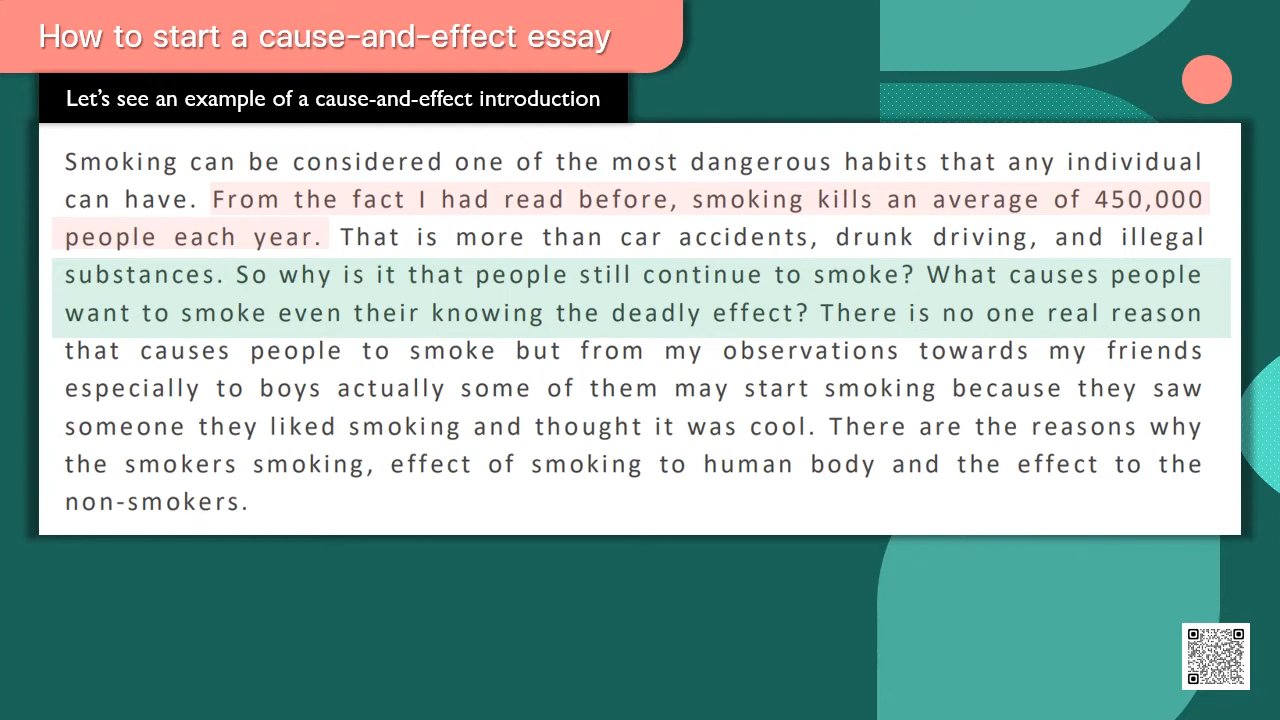 How to start a cause-and-effect essay
Let's see an example of a cause-and-effect introduction
Smoking can be considered one of the most dangerous habits that any individual
can have. From the fact I had read before, smoking kills an average of 450,000
people each year. That is more than car accidents, drunk driving, and illegal
substances. So why is it that people still continue to smoke? What causes people
want to smoke even their knowing the deadly effect? There is no one real reason
that causes people to smoke but from my observations towards my friends
especially to boys actually some of them may start smoking because they saw
someone they liked smoking and thought it was cool. There are the reasons why
the smokers smoking, effect of smoking to human body and the effect to the
non-smokers.